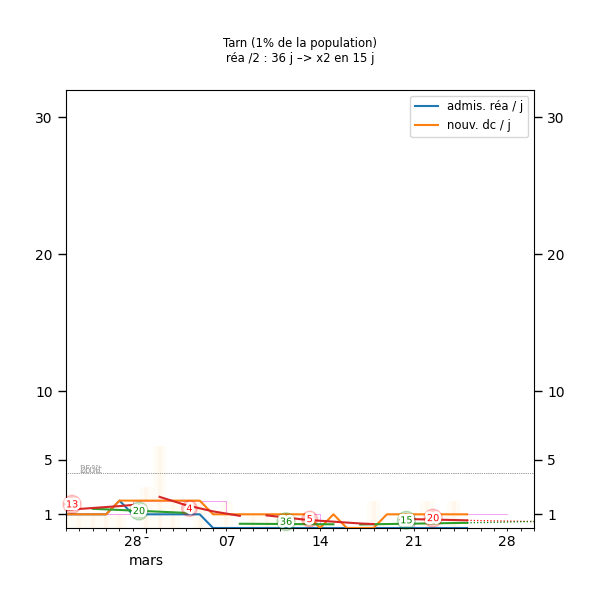 Tarn (1% de la population)
réa /2 : 36 j –> x2 en 15 j
admis. réa / j
nouv. dc / j
30 30
20 20
10 10
5 5
1 1
13 20 4 36 5 15 20
28 07 14 21 28
mars